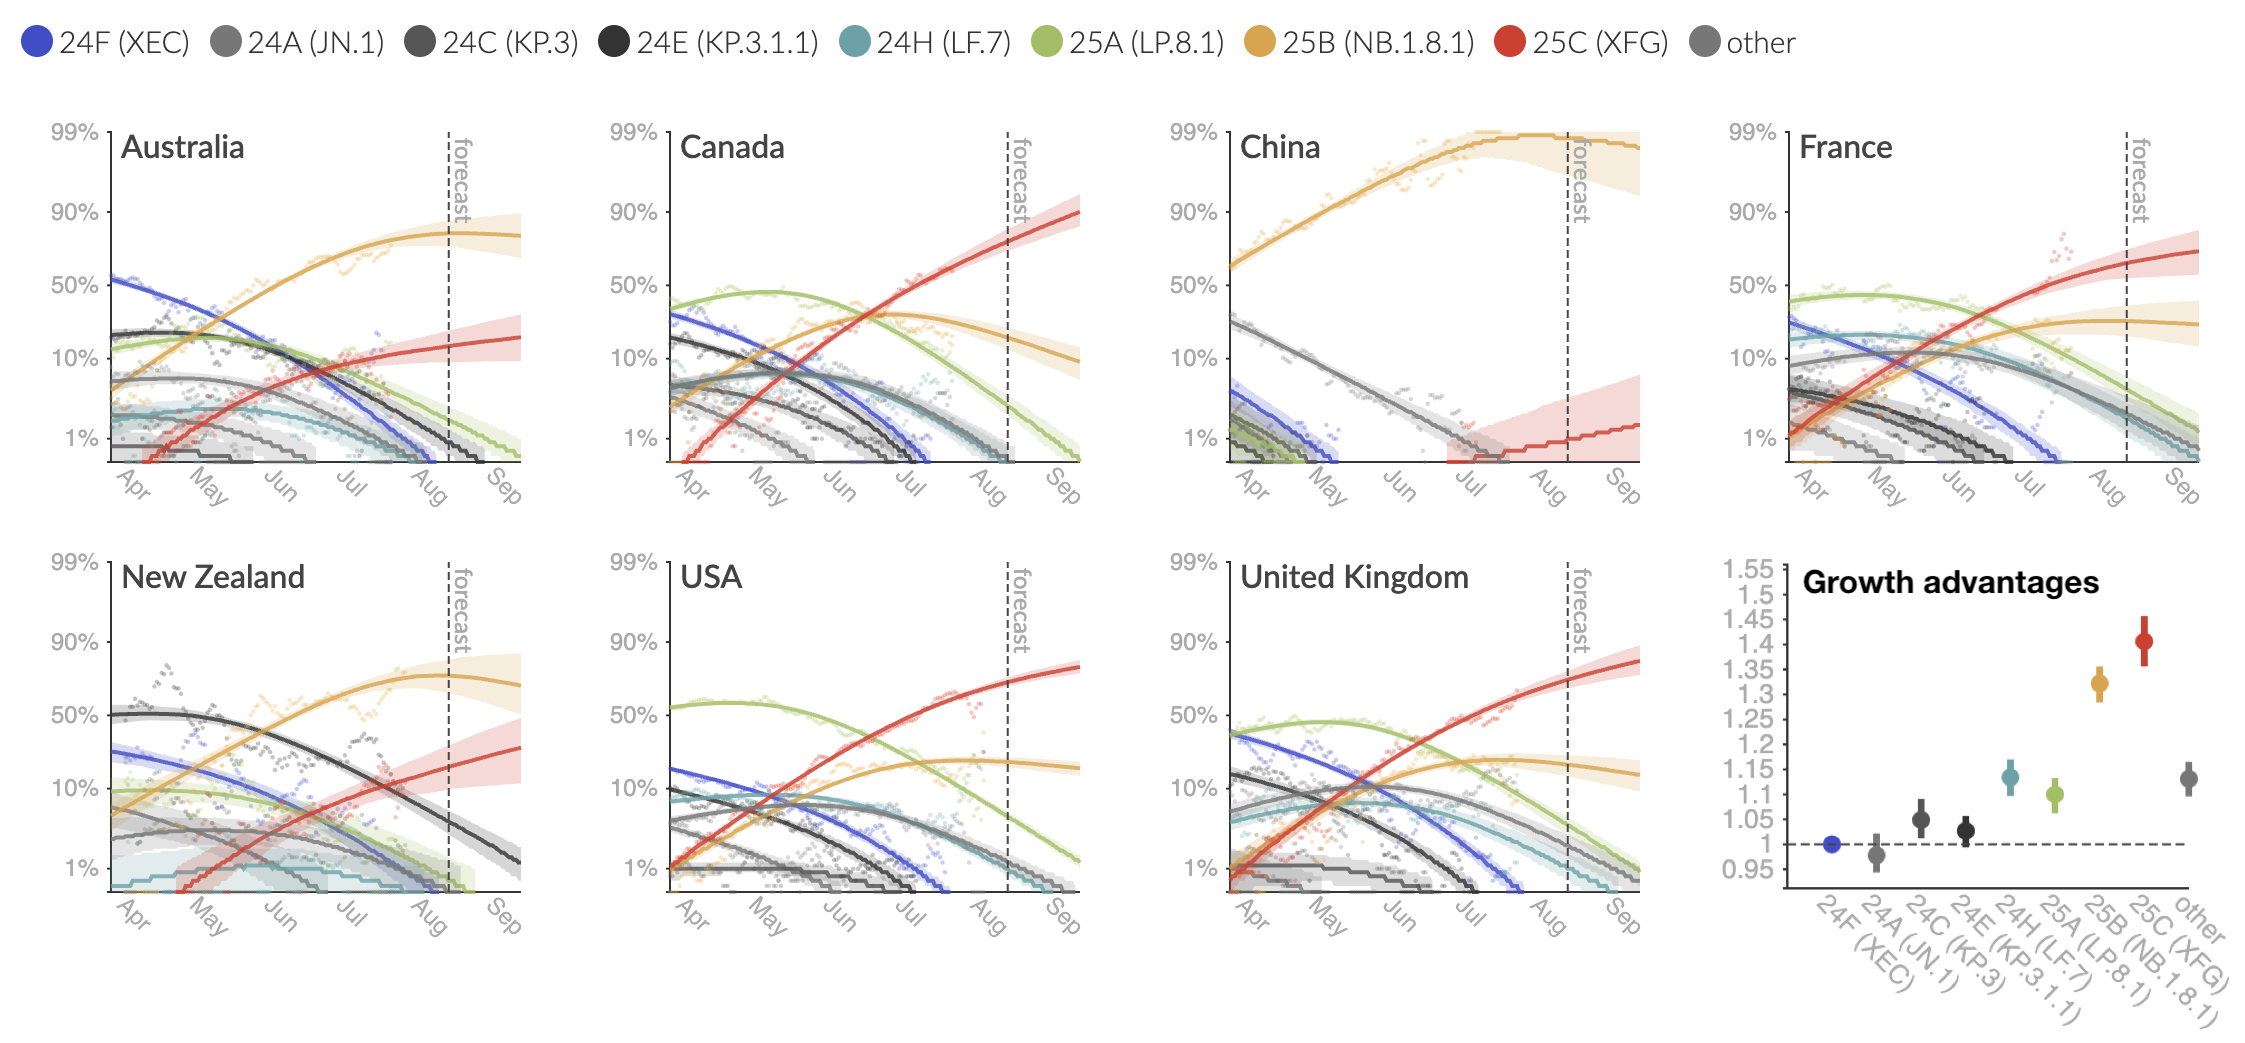 24F (XEC) 24A (JN.1) 24C (KP.3) 24E (KP.3.1.1) 24H (LF.7) 25A (LP.8.1) 25B (NB.1.8.1) 25C (XFG) other
Australia
99%
90%
50%
10%
1%
forecast
Apr May Jun Jul Aug Sep
Canada
99%
90%
50%
10%
1%
forecast
Apr May Jun Jul Aug Sep
China
99%
90%
50%
10%
1%
forecast
Apr May Jun Jul Aug Sep
France
99%
90%
50%
10%
1%
forecast
Apr May Jun Jul Aug Sep
New Zealand
99%
90%
50%
10%
1%
forecast
Apr May Jun Jul Aug Sep
USA
99%
90%
50%
10%
1%
forecast
Apr May Jun Jul Aug Sep
United Kingdom
99%
90%
50%
10%
1%
forecast
Apr May Jun Jul Aug Sep
Growth advantages
1.55
1.5
1.45
1.4
1.35
1.3
1.25
1.2
1.15
1.1
1.05
1
0.95
24F (XEC)
24A (JN.1)
24C (KP.3)
24E (KP.3.1.1)
24H (LF.7)
25A (LP.8.1)
25B (NB.1.8.1)
25C (XFG)
other